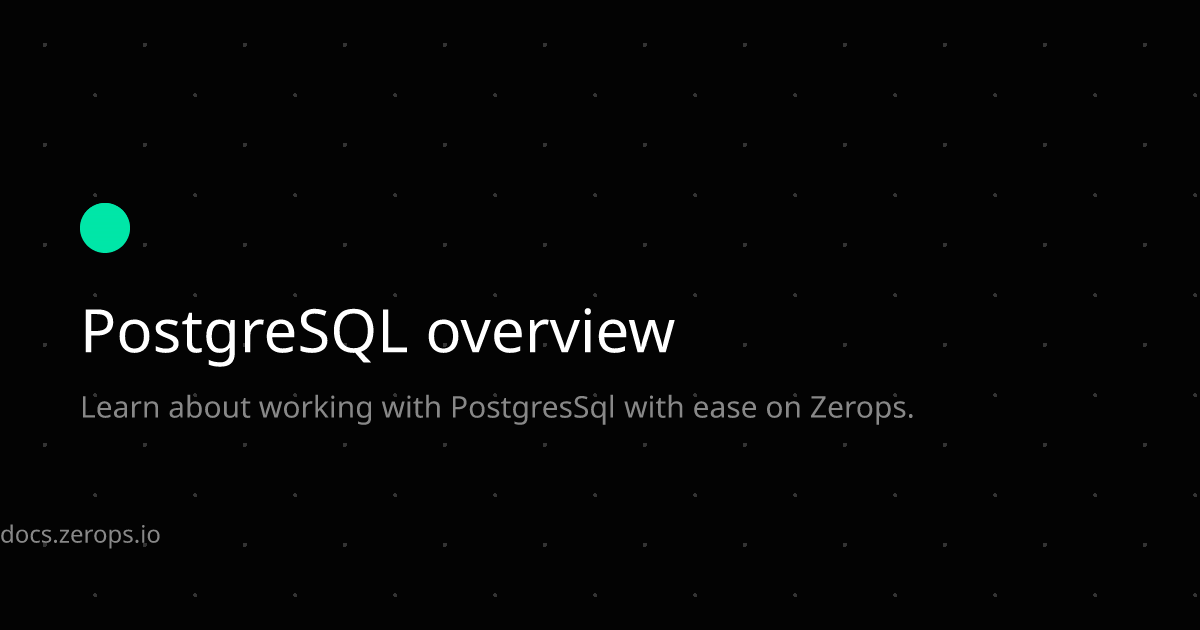 PostgreSQL overview
Learn about working with PostgresSql with ease on Zerops.
docs.zerops.io